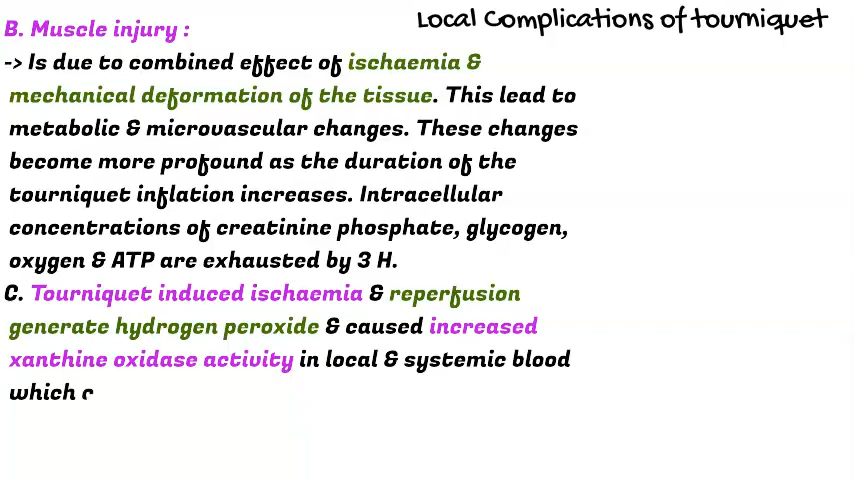 Local Complications of tourniquet
B. Muscle injury :
-> Is due to combined effect of ischaemia &
mechanical deformation of the tissue. This lead to
metabolic & microvascular changes. These changes
become more profound as the duration of the
tourniquet inflation increases. Intracellular
concentrations of creatinine phosphate, glycogen,
oxygen & ATP are exhausted by 3 H.
C. Tourniquet induced ischaemia & reperfusion
generate hydrogen peroxide & caused increased
xanthine oxidase activity in local & systemic blood
which